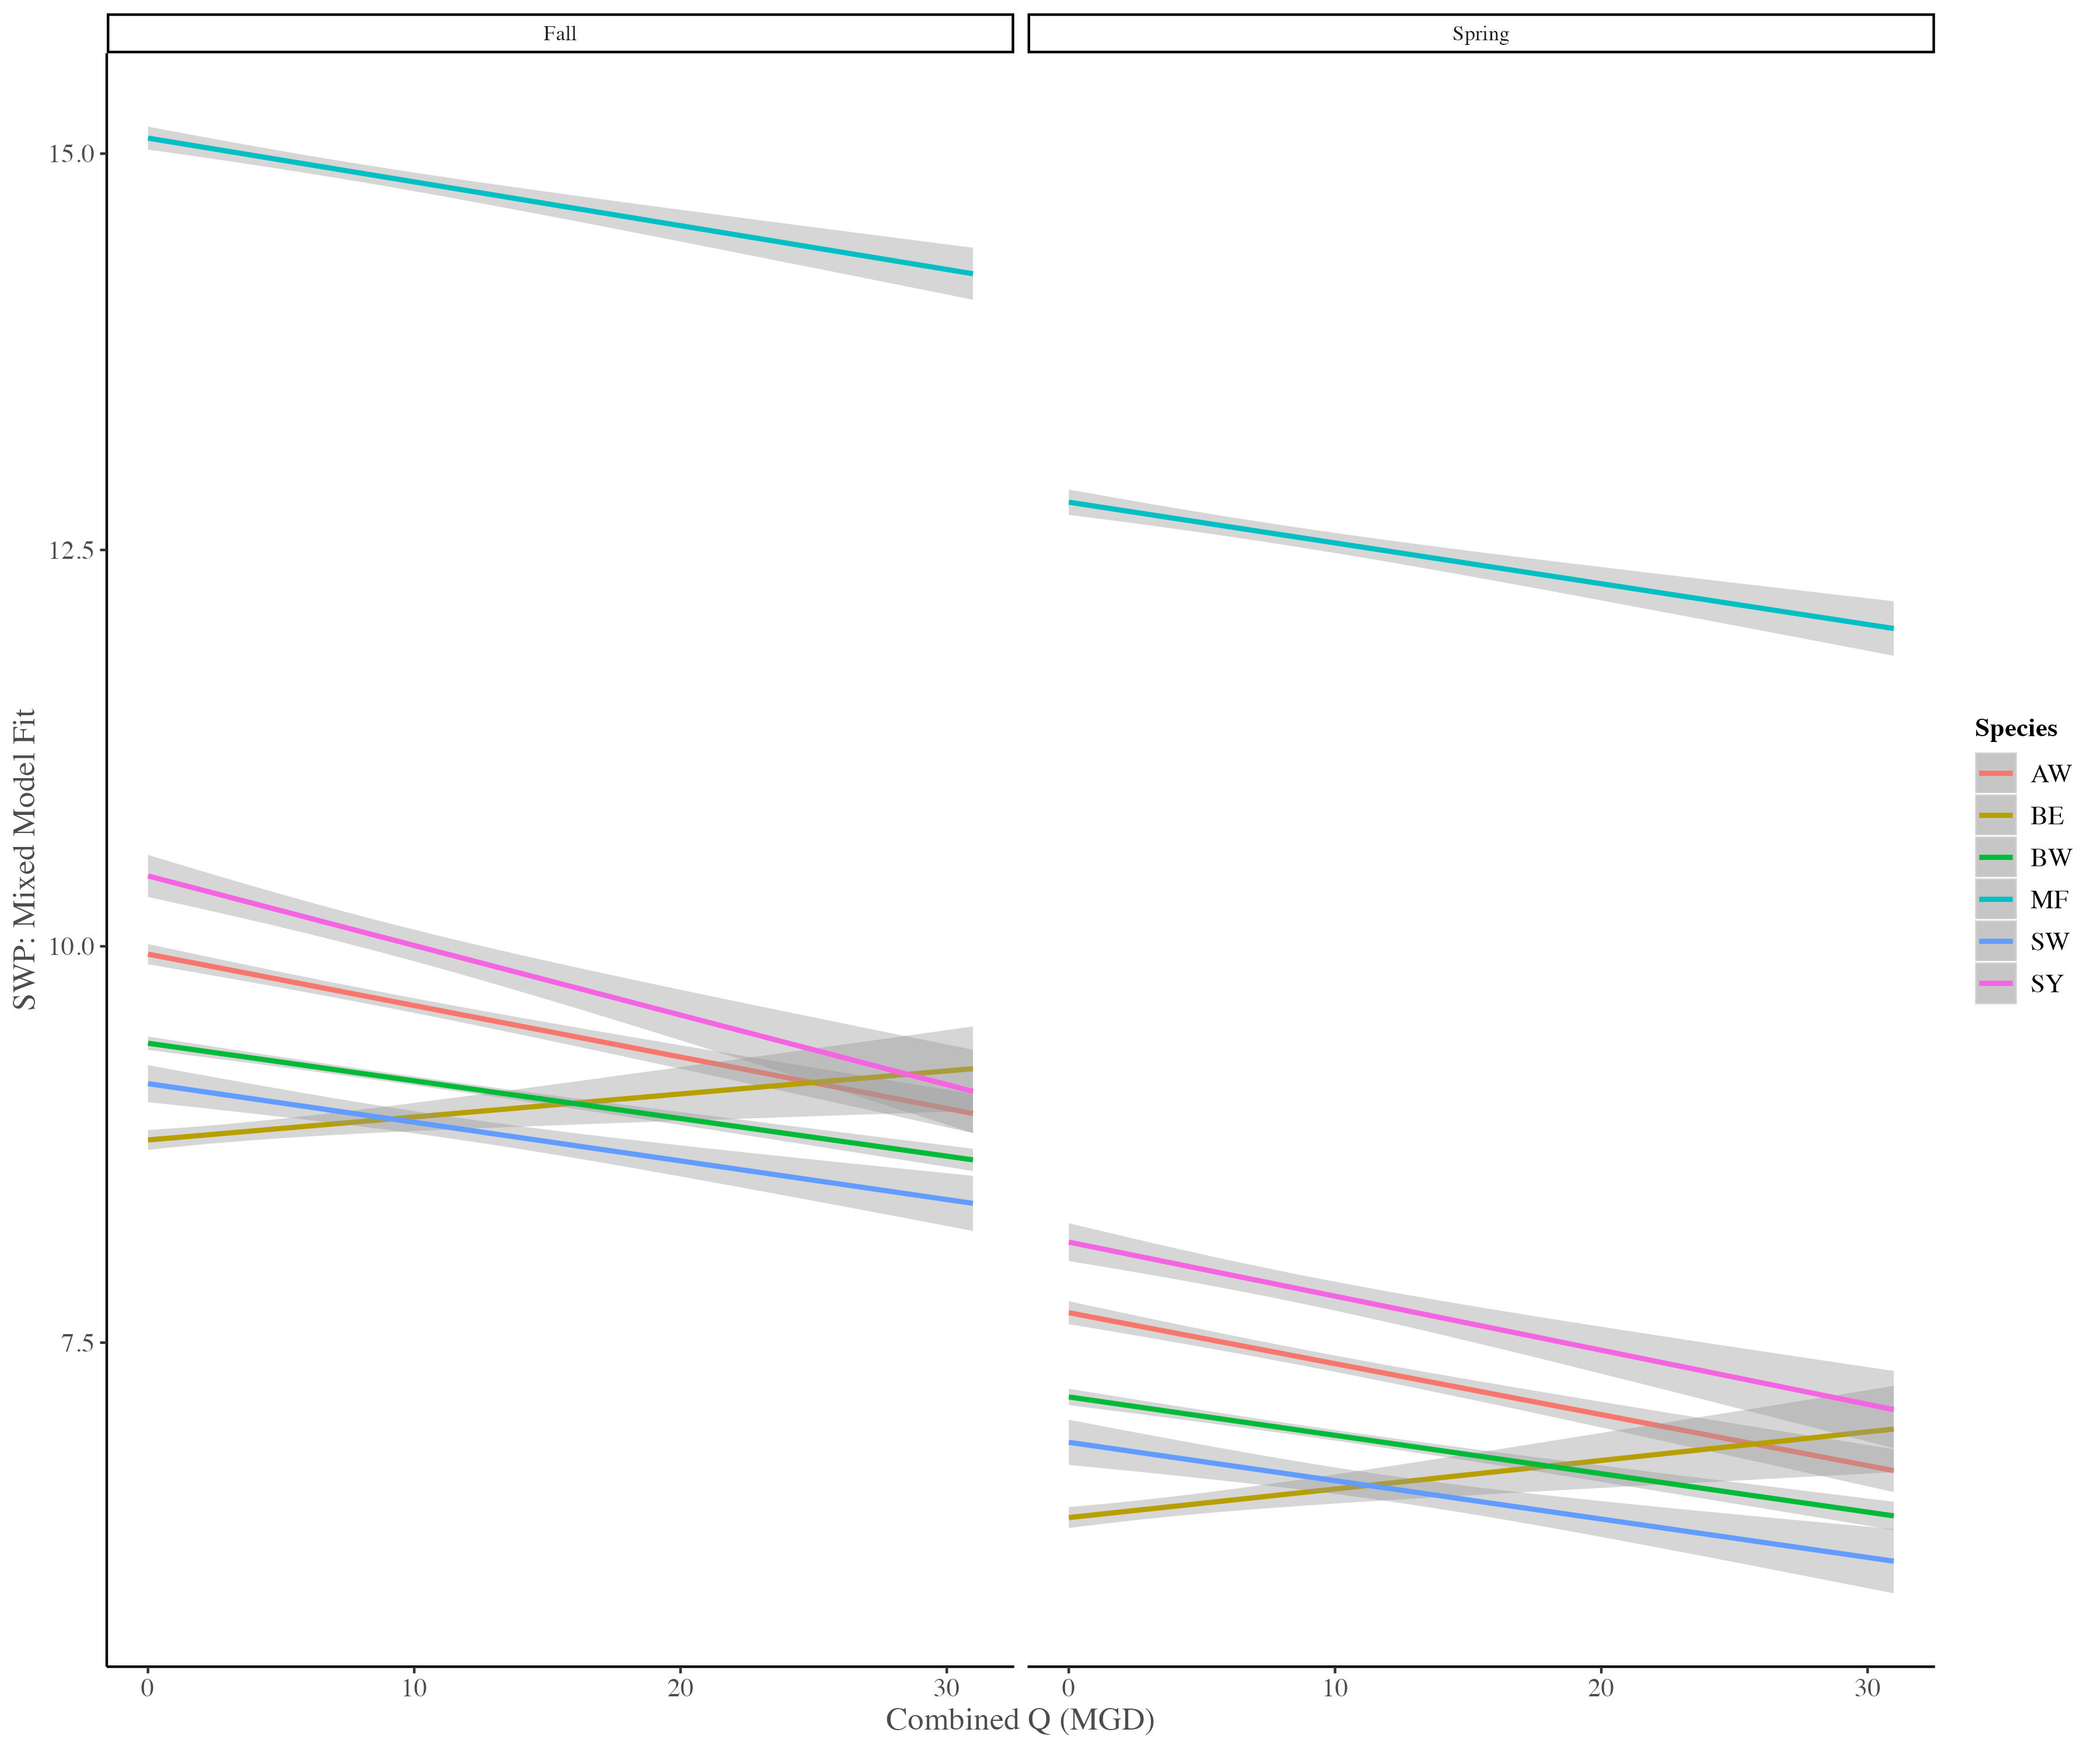 Fall
Spring
15.0
12.5
10.0
7.5
SWP: Mixed Model Fit
0 10 20 30
0 10 20 30
Combined Q (MGD)
Species
AW
BE
BW
MF
SW
SY